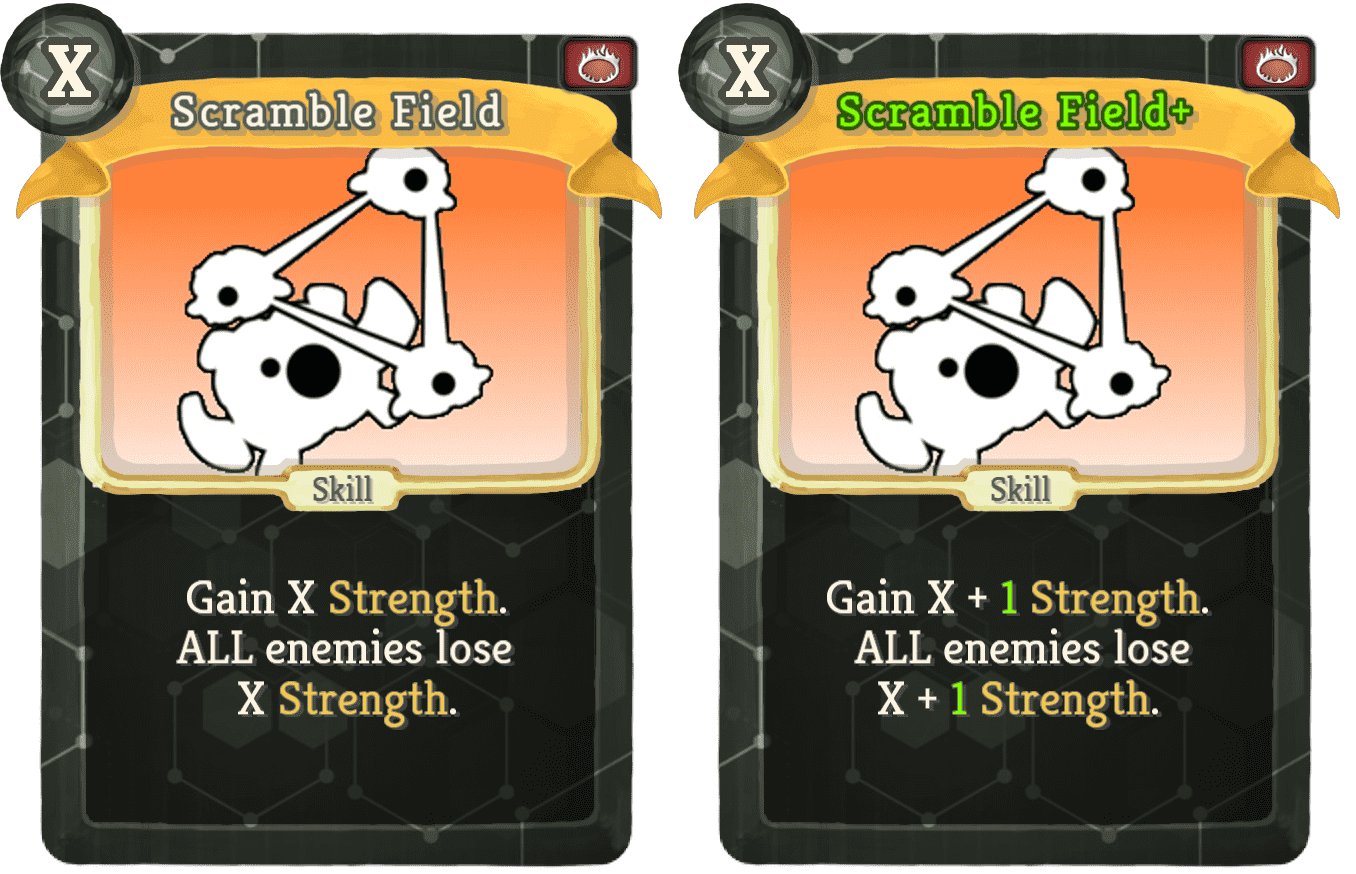 X
Scramble Field
Skill
Gain X Strength.
ALL enemies lose
X Strength.
X
Scramble Field+
Skill
Gain X + 1 Strength.
ALL enemies lose
X + 1 Strength.